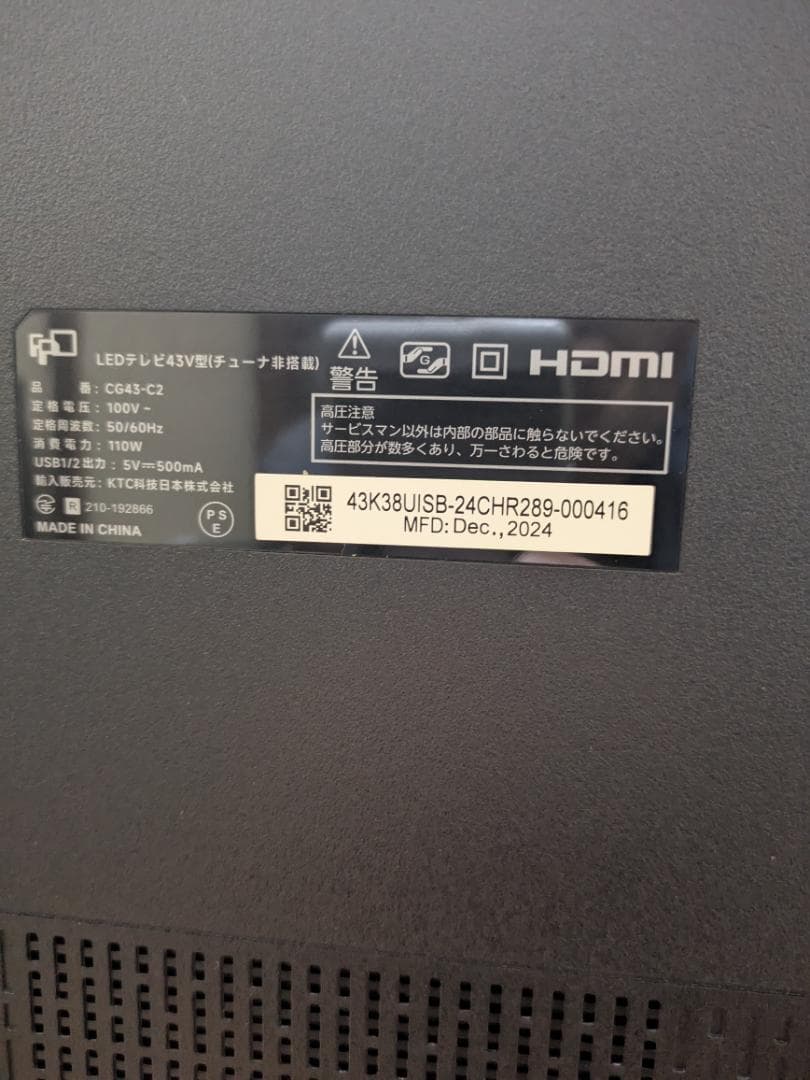 LEDテレビ43V型(チューナ非搭載)
品番:CG43-C2
定格電圧:100V~
定格周波数:50/60Hz
消費電力:110W
USB1/2出力:5V⎓500mA
輸入販売元:KTC科技日本株式会社
R 210-192866
MADE IN CHINA
PS
E
警告
G
HDMI
高圧注意
サービスマン以外は内部の部品に触らないでください。
高圧部分が数多くあり、万一さわると危険です。
43K38UISB-24CHR289-000416
MFD:Dec.,2024